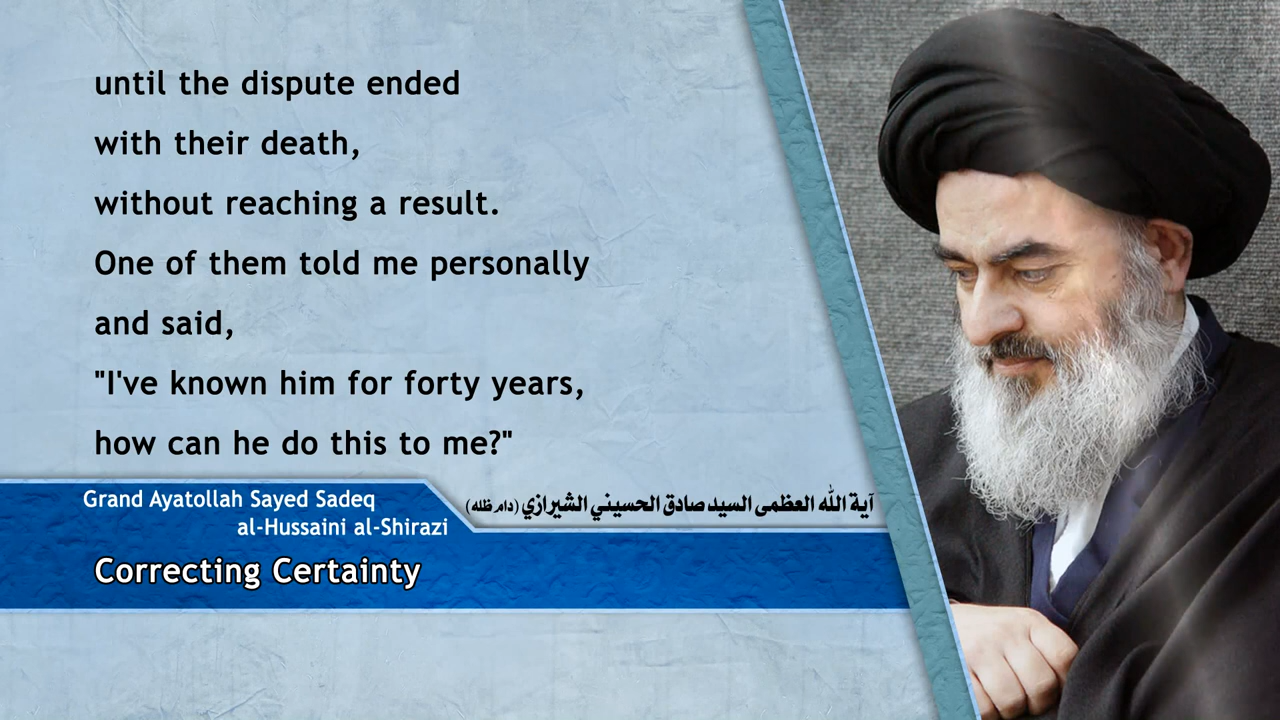 until the dispute ended
with their death,
without reaching a result.
One of them told me personally
and said,
"I've known him for forty years,
how can he do this to me?"
Grand Ayatollah Sayed Sadeq
al-Hussaini al-Shirazi
آية الله العظمى السيد صادق الحسيني الشيرازي (دام ظله)
Correcting Certainty